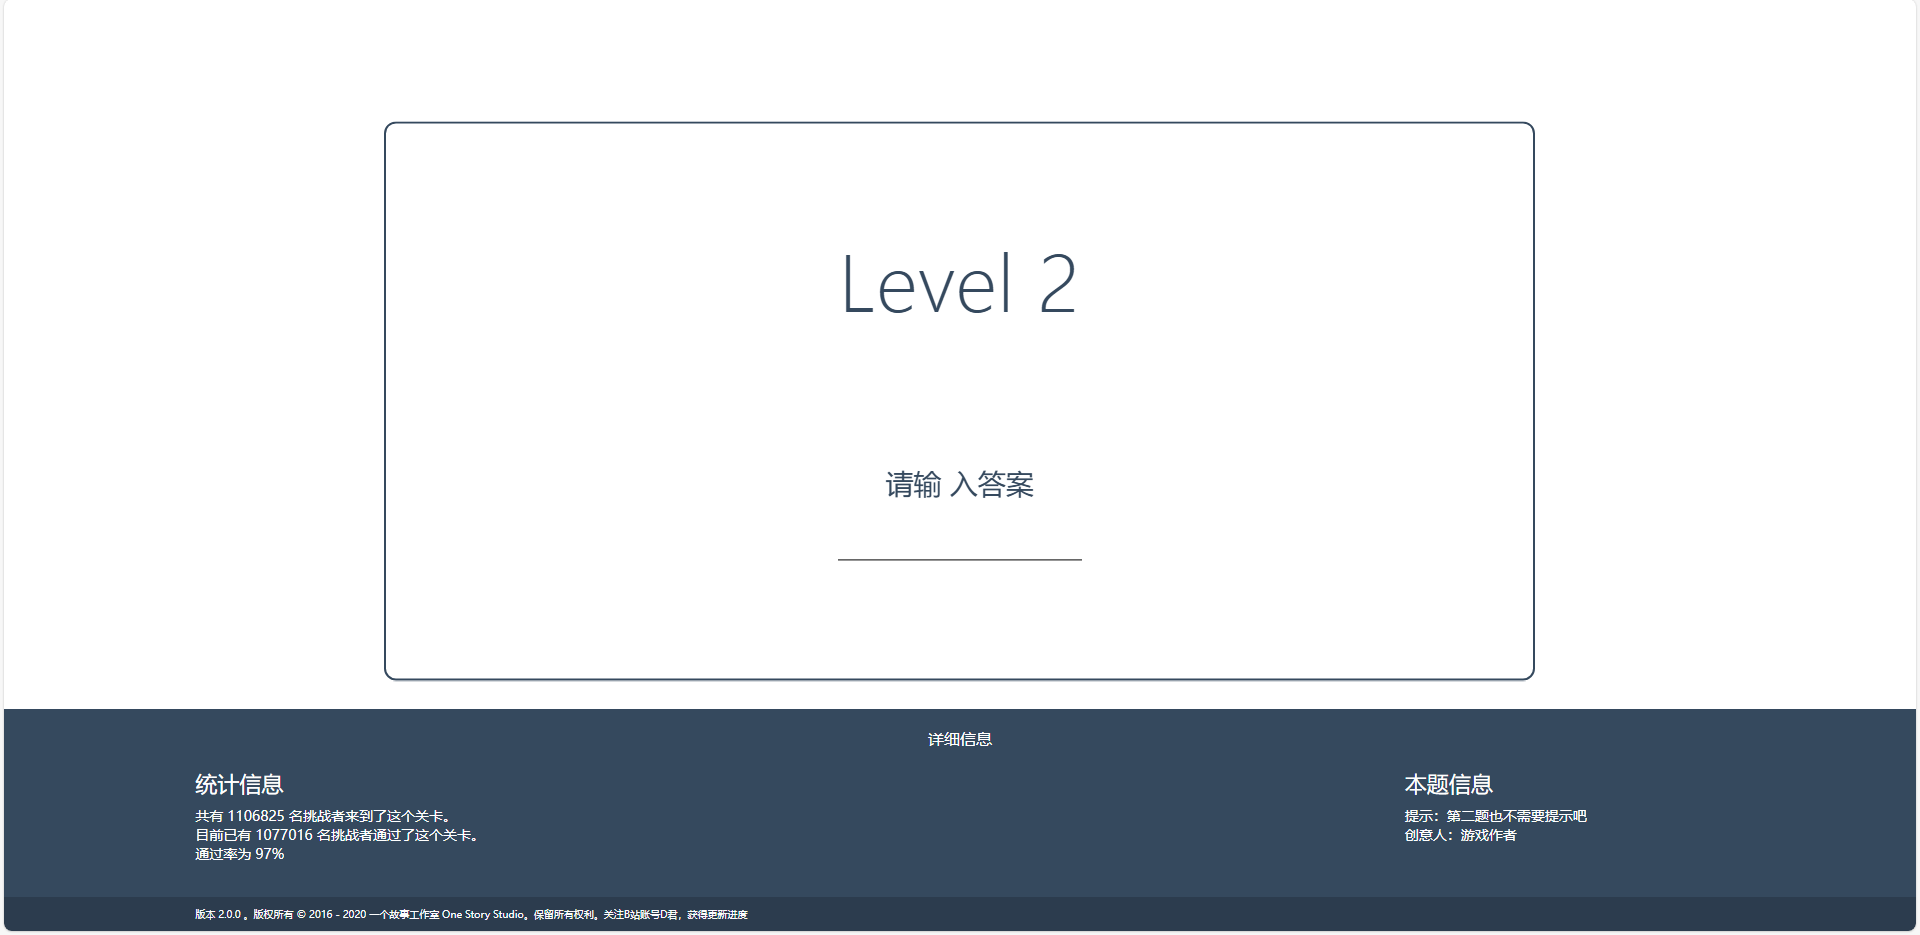 Level 2
请输 入答案
详细信息
统计信息
共有 1106825 名挑战者来到了这个关卡。
目前已有 1077016 名挑战者通过了这个关卡。
通过率为 97%
本题信息
提示：第二题也不需要提示吧
创意人：游戏作者
版本 2.0.0 。版权所有 © 2016 - 2020 一个故事工作室 One Story Studio。保留所有权利。关注B站账号D君，获得更新进度